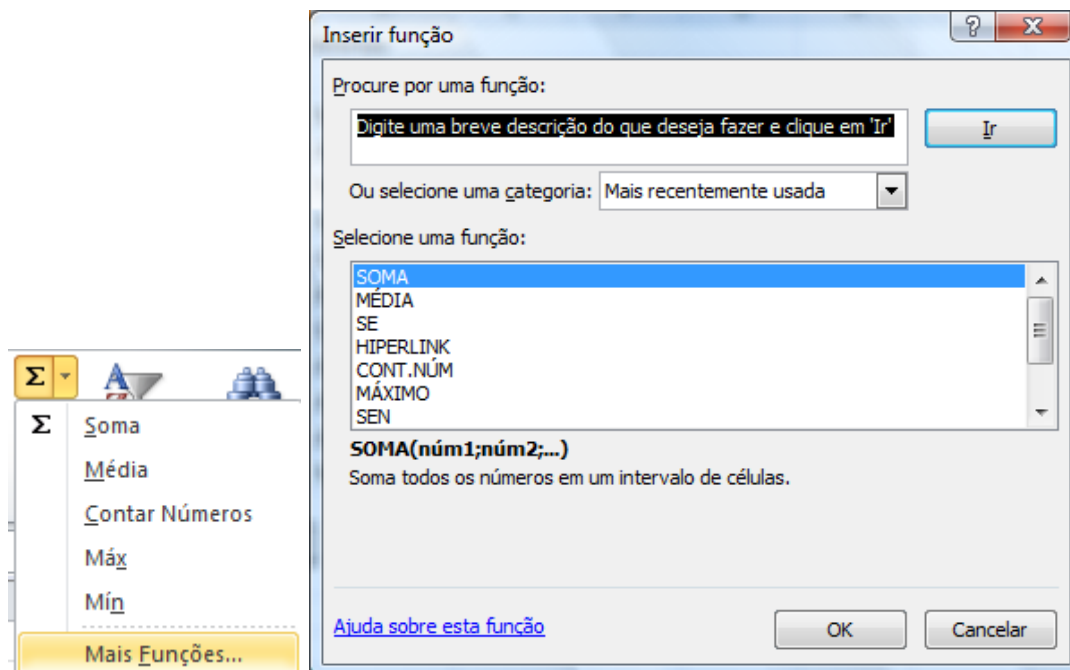 Σ
Σ Soma
Média
Contar Números
Máx
Mín
Mais Funções...
Inserir função
Procure por uma função:
Digite uma breve descrição do que deseja fazer e clique em 'Ir'
Ir
Ou selecione uma categoria: Mais recentemente usada
Selecione uma função:
SOMA
MÉDIA
SE
HIPERLINK
CONT.NÚM
MÁXIMO
SEN
SOMA(núm1;núm2;...)
Soma todos os números em um intervalo de células.
Ajuda sobre esta função
OK
Cancelar